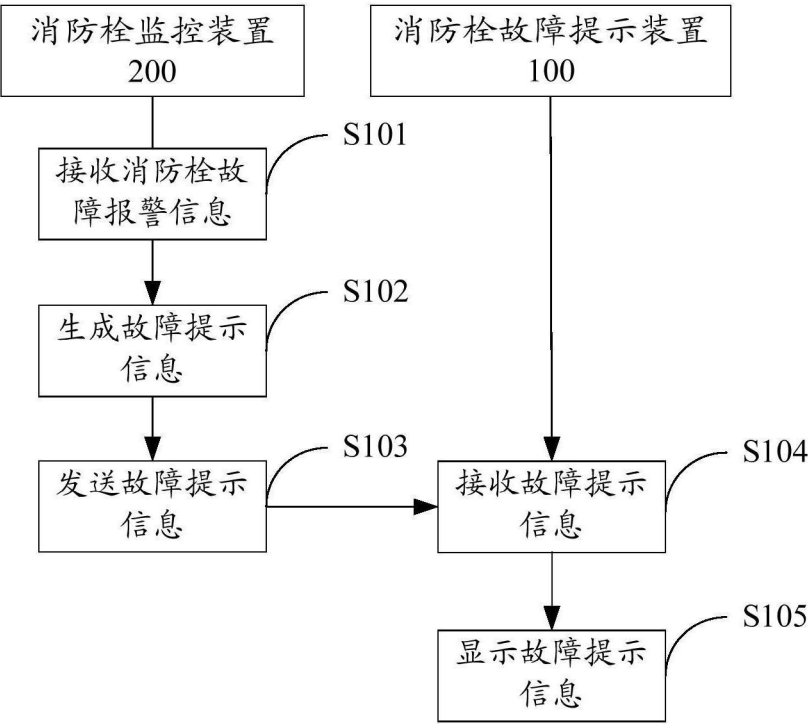 消防栓监控装置
200
消防栓故障提示装置
100
S101
接收消防栓故
障报警信息
S102
生成故障提示
信息
S103
发送故障提示
信息
S104
接收故障提示
信息
S105
显示故障提示
信息